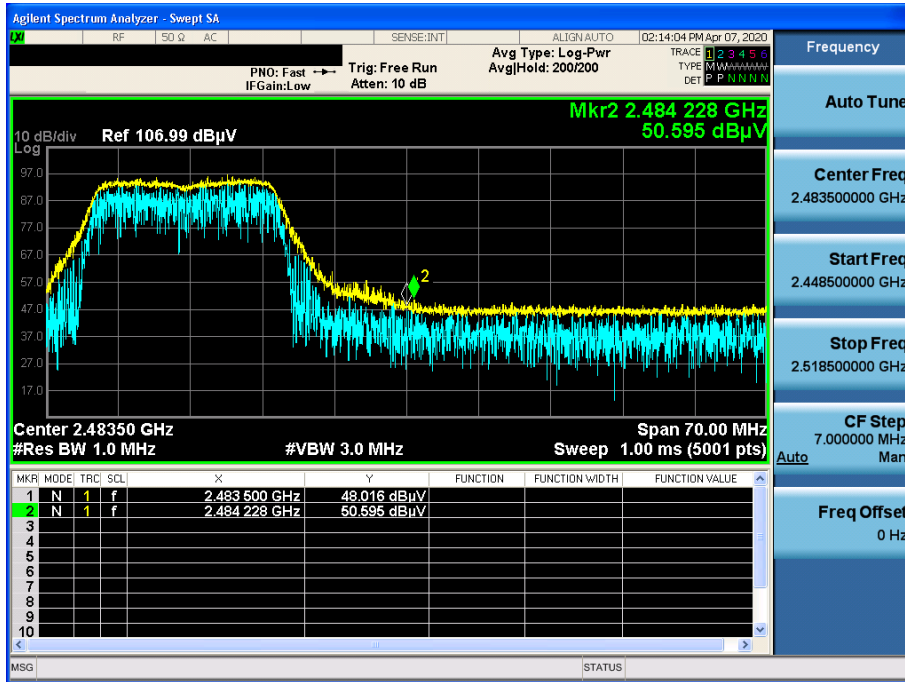 Agilent Spectrum Analyzer - Swept SA
LXI RF 50 Ω AC SENSE:INT ALIGN AUTO 02:14:04 PM Apr 07, 2020
PNO: Fast
IFGain:Low
Trig: Free Run
Atten: 10 dB
Avg Type: Log-Pwr
Avg|Hold: 200/200
TRACE 1 2 3 4 5 6
TYPE MWWWWW
DET P P N N N N
Mkr2 2.484 228 GHz
50.595 dBµV
10 dB/div Ref 106.99 dBµV
Log
97.0
87.0
77.0
67.0
57.0
47.0
37.0
27.0
17.0
2
Center 2.48350 GHz Span 70.00 MHz
#Res BW 1.0 MHz #VBW 3.0 MHz Sweep 1.00 ms (5001 pts)
MKR MODE TRC SCL X Y FUNCTION FUNCTION WIDTH FUNCTION VALUE
1 N 1 f 2.483 500 GHz 48.016 dBµV
2 N 1 f 2.484 228 GHz 50.595 dBµV
3
4
5
6
7
8
9
10
MSG STATUS
Frequency
Auto Tune
Center Freq
2.483500000 GHz
Start Freq
2.448500000 GHz
Stop Freq
2.518500000 GHz
CF Step
7.000000 MHz
Auto Man
Freq Offset
0 Hz